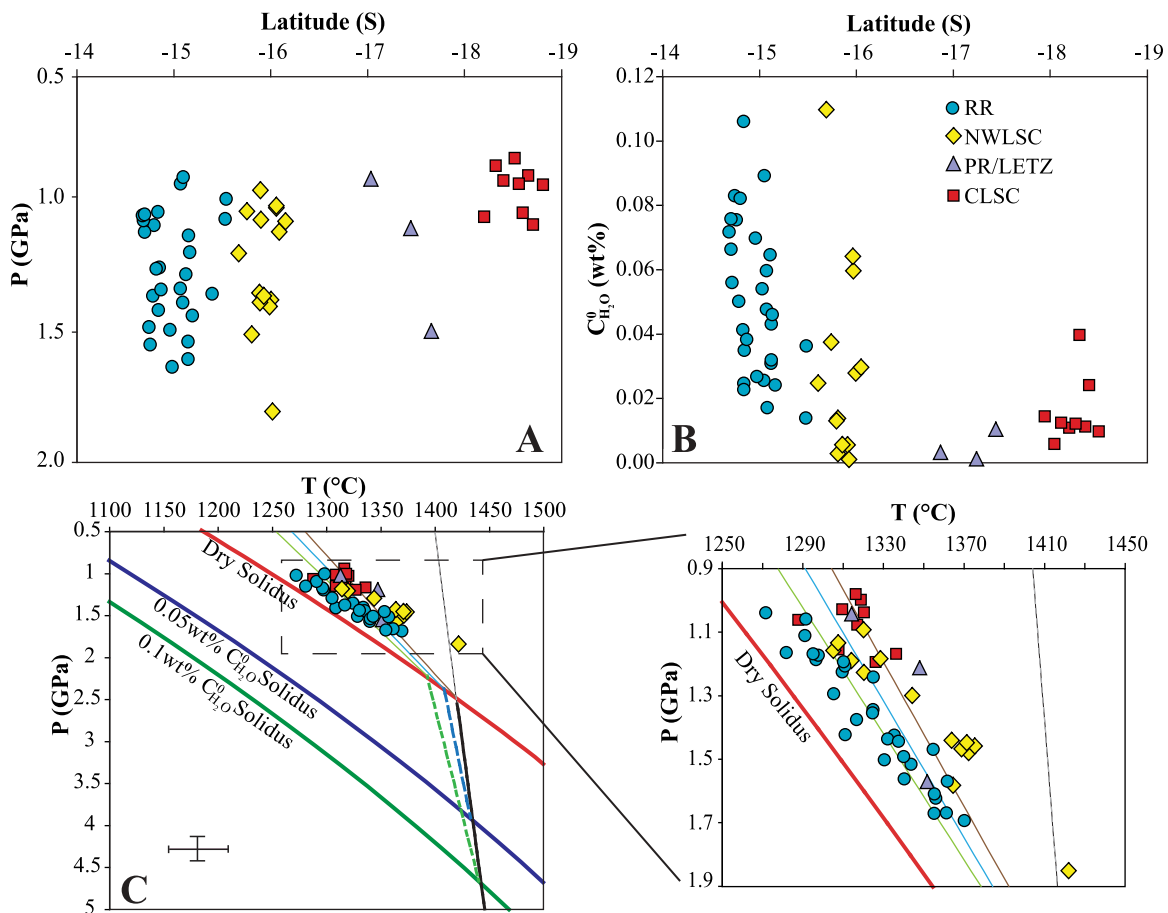 Latitude (S)
-14 -15 -16 -17 -18 -19
0.5
1.0
1.5
2.0
P (GPa)
A
Latitude (S)
-14 -15 -16 -17 -18 -19
0.12
0.10
0.08
0.06
0.04
0.02
0.00
C⁰H₂O (wt%)
RR
NWLSC
PR/LETZ
CLSC
B
T (°C)
1100 1150 1200 1250 1300 1350 1400 1450 1500
0.5
1
1.5
2
2.5
3
3.5
4
4.5
5
P (GPa)
Dry Solidus
0.05wt% C⁰H₂O Solidus
0.1wt% C⁰H₂O Solidus
C
T (°C)
1250 1290 1330 1370 1410 1450
0.9
1.1
1.3
1.5
1.7
1.9
P (GPa)
Dry Solidus